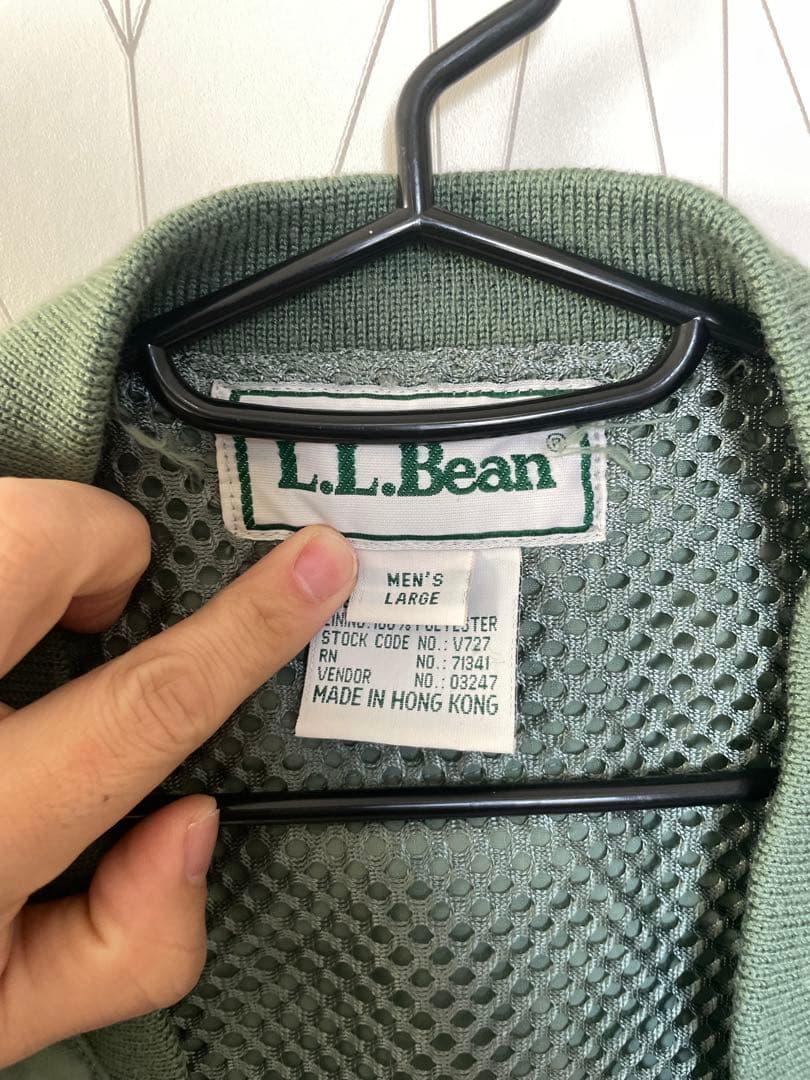 L.L.Bean®
MEN'S
LARGE
LINING: 100% POLYESTER
STOCK CODE NO.: V727
RN NO.: 71341
VENDOR NO.: 03247
MADE IN HONG KONG